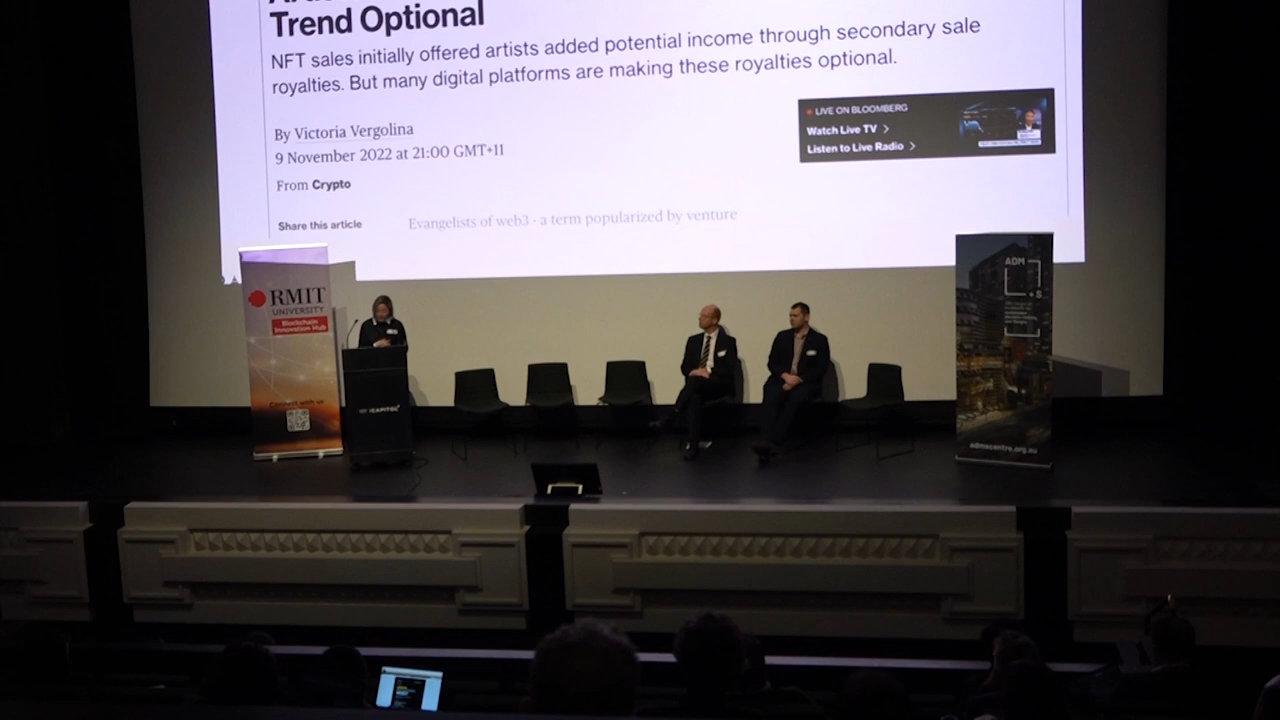 Trend Optional
NFT sales initially offered artists added potential income through secondary sale
royalties. But many digital platforms are making these royalties optional.
By Victoria Vergolina
9 November 2022 at 21:00 GMT+11
From Crypto
Share this article
Evangelists of web3 - a term popularized by venture
LIVE ON BLOOMBERG
Watch Live TV >
Listen to Live Radio >
RMIT
UNIVERSITY
Blockchain
Innovation Hub
Connect with us
CAPITOL
ADM
S
admscentre.org.au